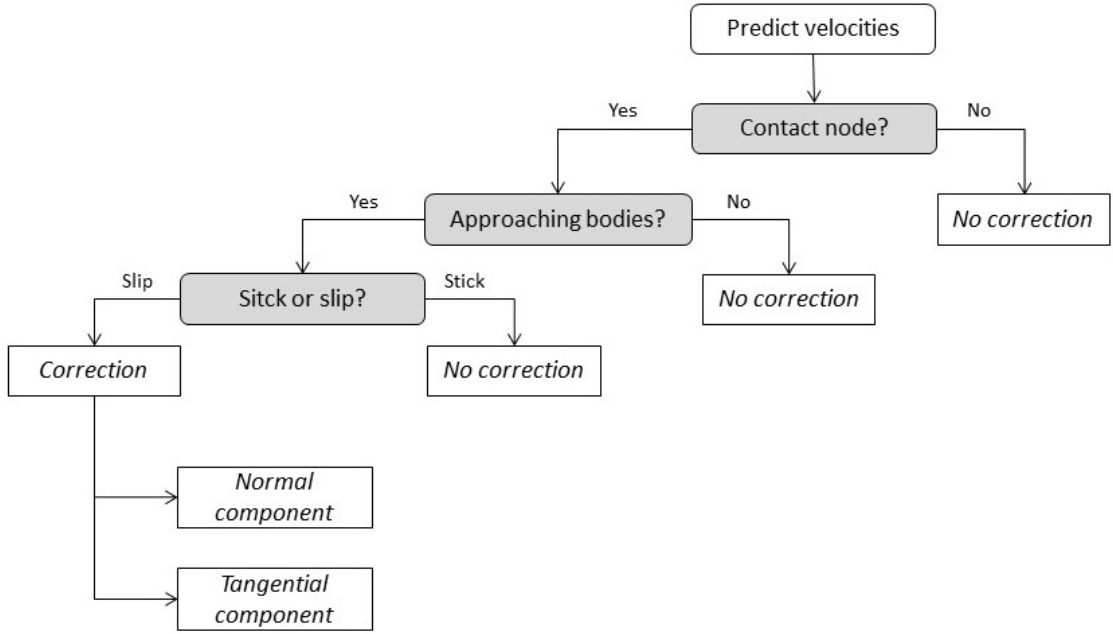 Predict velocities
Yes
Contact node?
No
Yes
Approaching bodies?
No
No correction
Slip
Sitck or slip?
Stick
No correction
Correction
No correction
Normal
component
Tangential
component